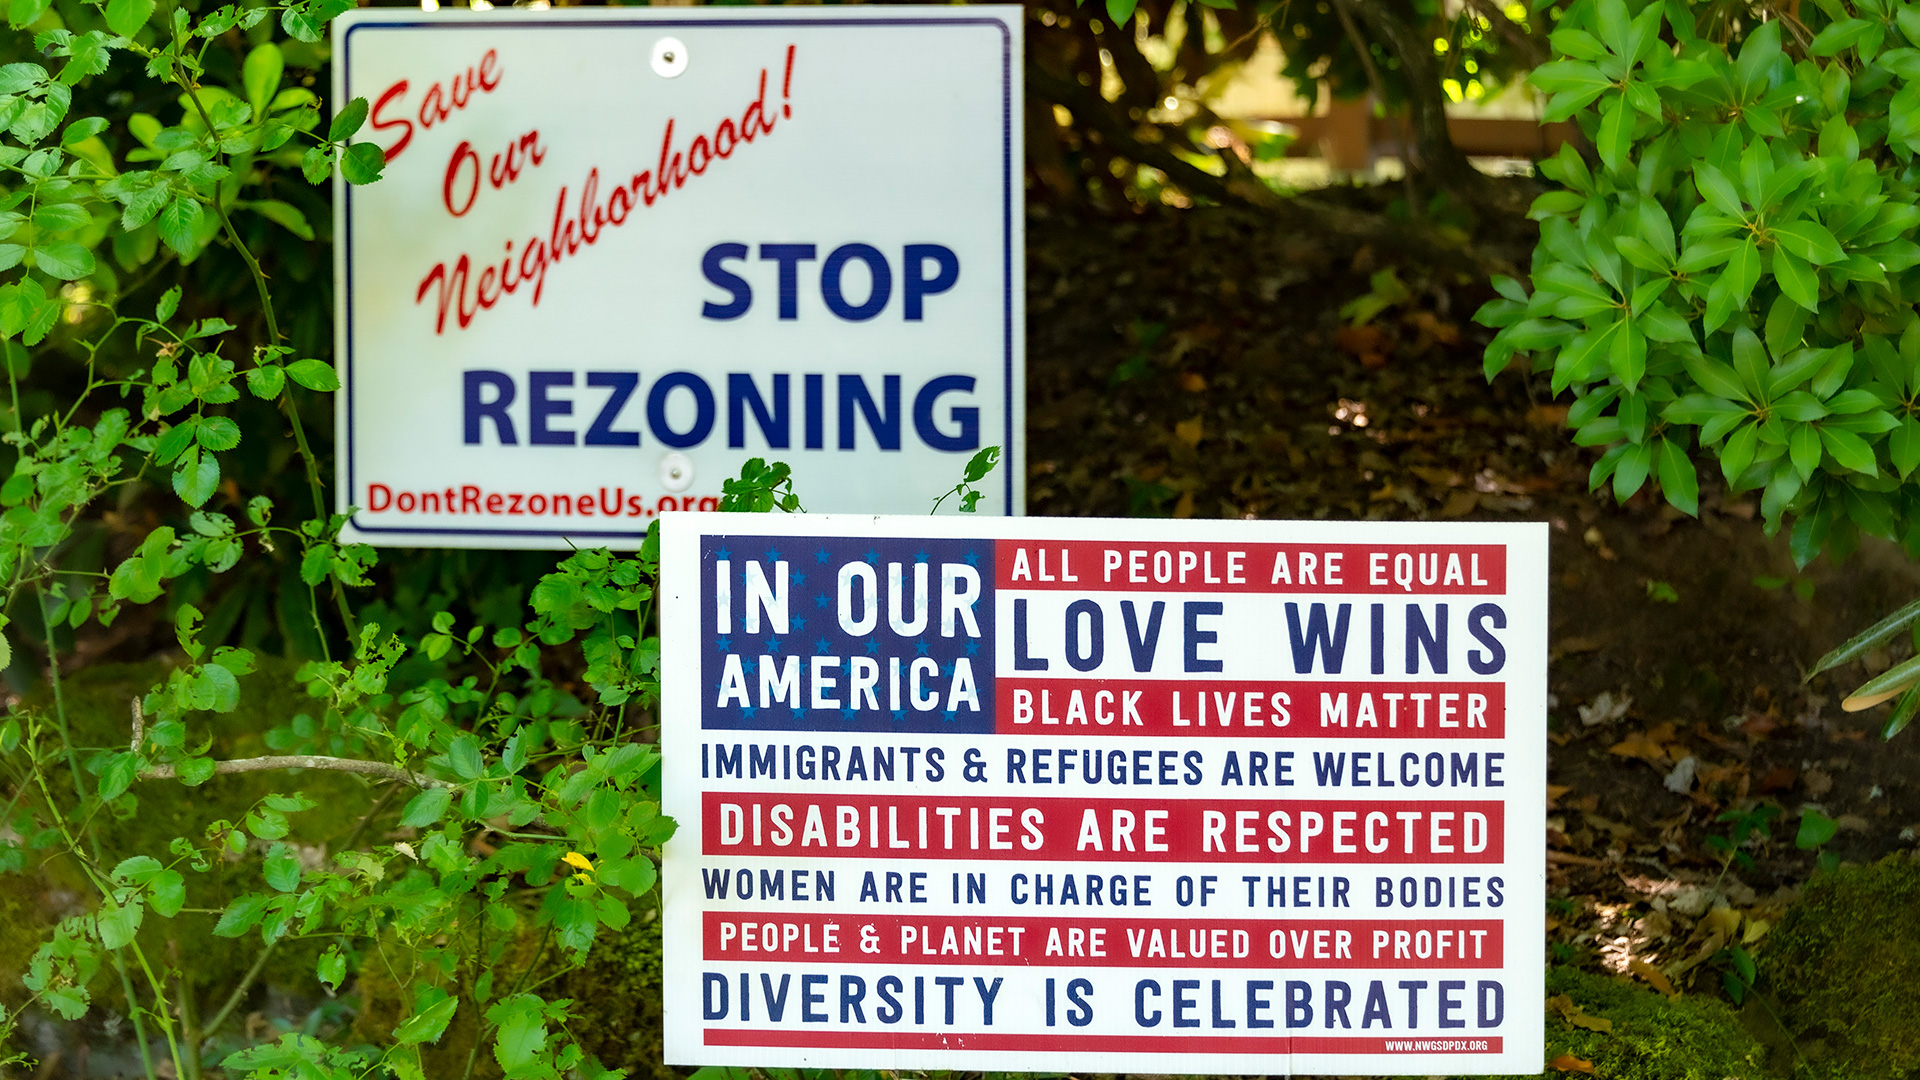 Save
Our
Neighborhood!
STOP
REZONING
DontRezoneUs.org
IN OUR
AMERICA
ALL PEOPLE ARE EQUAL
LOVE WINS
BLACK LIVES MATTER
IMMIGRANTS & REFUGEES ARE WELCOME
DISABILITIES ARE RESPECTED
WOMEN ARE IN CHARGE OF THEIR BODIES
PEOPLE & PLANET ARE VALUED OVER PROFIT
DIVERSITY IS CELEBRATED
WWW.NWGSDPDX.ORG